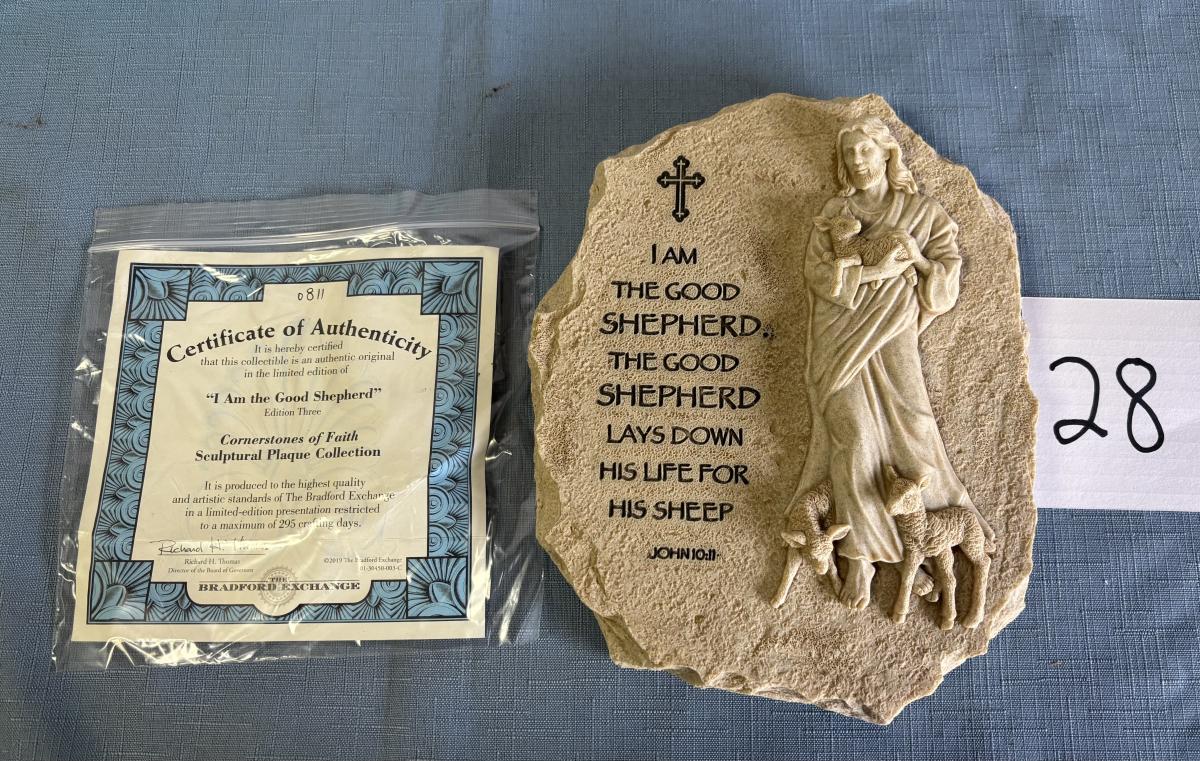 0811
Certificate of Authenticity
It is hereby certified
that this collectible is an authentic original
in the limited edition of
"I Am the Good Shepherd"
Edition Three
Cornerstones of Faith
Sculptural Plaque Collection
It is produced to the highest quality
and artistic standards of The Bradford Exchange
in a limited-edition presentation restricted
to a maximum of 295 crafting days.
Richard H.
Richard H. Thomas
Director of the Board of Governors
©2019 The Bradford Exchange
01-30450-003-C
THE
BRADFORD EXCHANGE
I AM
THE GOOD
SHEPHERD.
THE GOOD
SHEPHERD
LAYS DOWN
HIS LIFE FOR
HIS SHEEP
JOHN 10:11
28